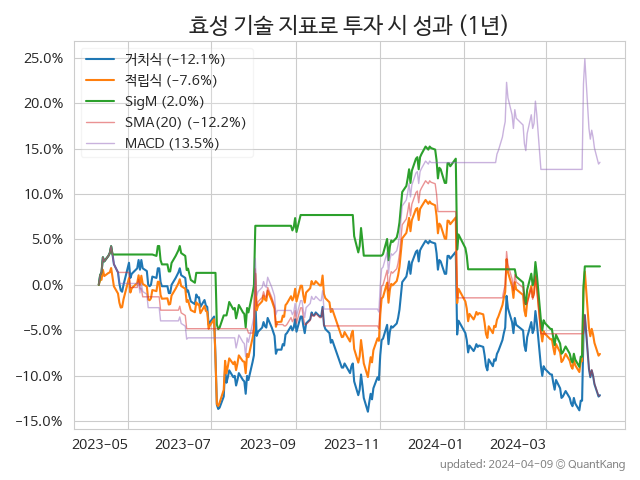 효성 기술 지표로 투자 시 성과 (1년)
25.0%
20.0%
15.0%
10.0%
5.0%
0.0%
−5.0%
−10.0%
−15.0%
거치식 (−12.1%)
적립식 (−7.6%)
SigM (2.0%)
SMA(20) (−12.2%)
MACD (13.5%)
2023-05 2023-07 2023-09 2023-11 2024-01 2024-03
updated: 2024-04-09 ⓒ QuantKang